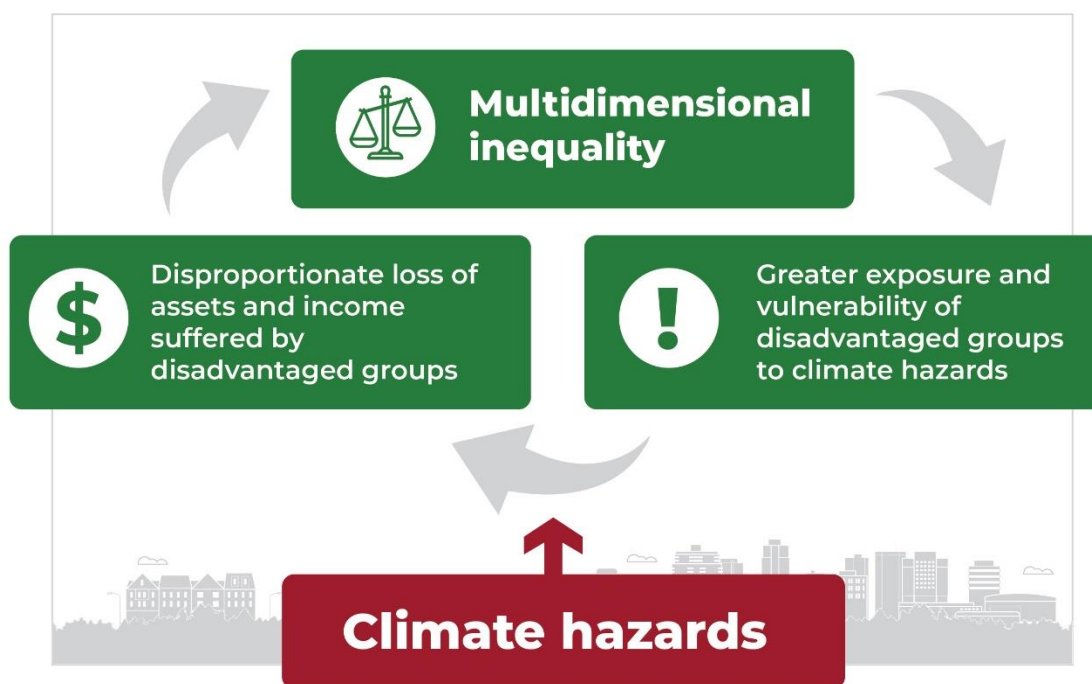 Multidimensional
inequality
$
Disproportionate loss of
assets and income
suffered by
disadvantaged groups
!
Greater exposure and
vulnerability of
disadvantaged groups
to climate hazards
Climate hazards